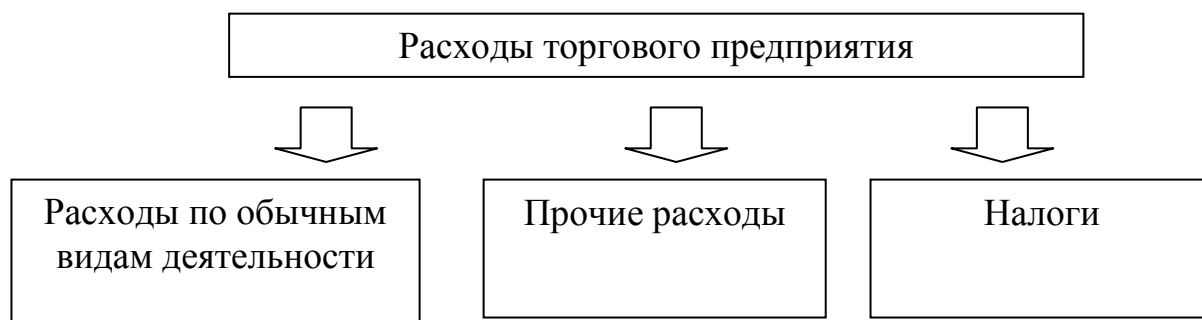 Расходы торгового предприятия
Расходы по обычным
видам деятельности
Прочие расходы
Налоги